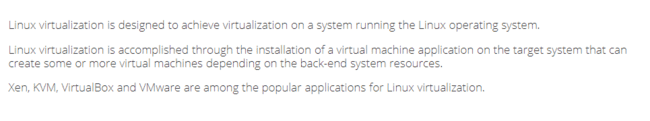 Linux virtualization is designed to achieve virtualization on a system running the Linux operating system.
Linux virtualization is accomplished through the installation of a virtual machine application on the target system that can
create some or more virtual machines depending on the back-end system resources.
Xen, KVM, VirtualBox and VMware are among the popular applications for Linux virtualization.